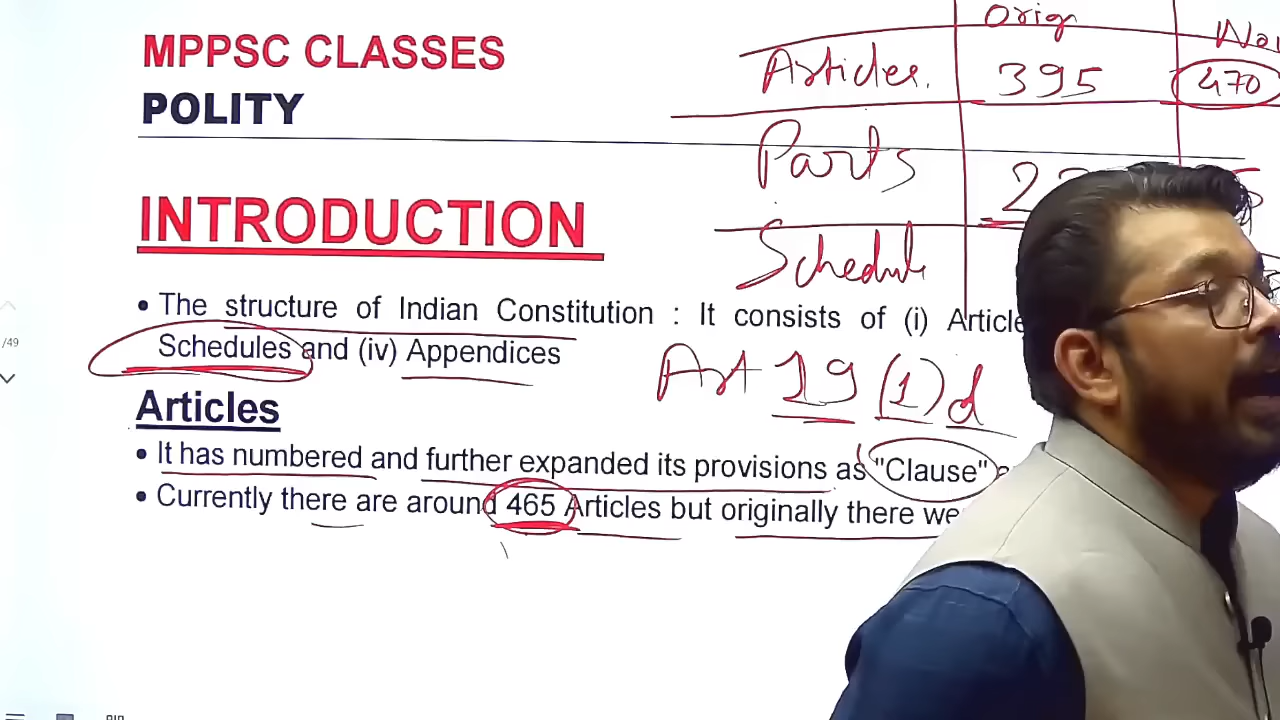 MPPSC CLASSES
POLITY
Orig
Articles. 395 470
Parts
Schedule
INTRODUCTION
• The structure of Indian Constitution : It consists of (i) Article
Schedules and (iv) Appendices
Art 19 (1) d
Articles
• It has numbered and further expanded its provisions as "Clause"
• Currently there are around 465 Articles but originally there we
/49